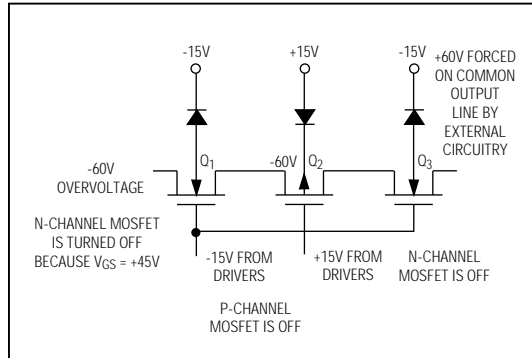 -15V
+15V
-15V
+60V FORCED
ON COMMON
OUTPUT
LINE BY
EXTERNAL
CIRCUITRY
Q1
-60V
Q2
Q3
-60V
OVERVOLTAGE
N-CHANNEL MOSFET
IS TURNED OFF
BECAUSE VGS = +45V
-15V FROM
DRIVERS
+15V FROM
DRIVERS
N-CHANNEL
MOSFET IS OFF
P-CHANNEL
MOSFET IS OFF